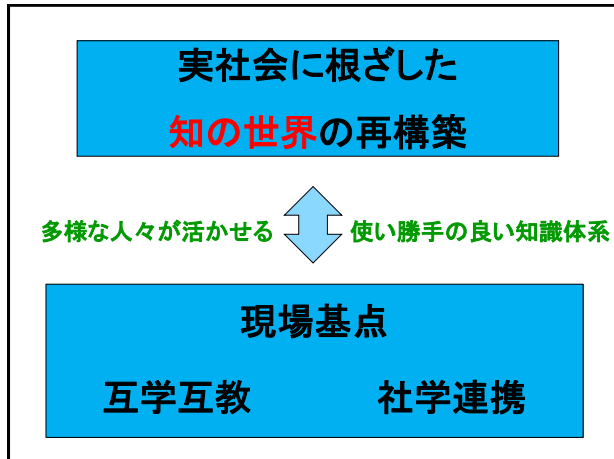 実社会に根ざした
知の世界の再構築
多様な人々が活かせる 使い勝手の良い知識体系
現場基点
互学互教 社学連携